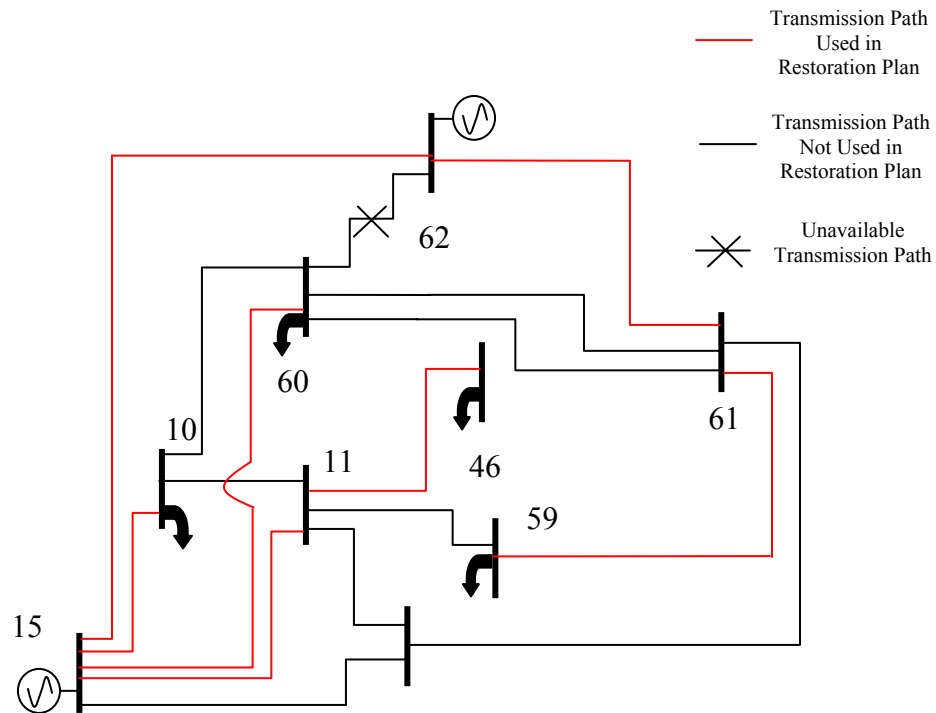 Transmission Path
Used in
Restoration Plan
Transmission Path
Not Used in
Restoration Plan
Unavailable
Transmission Path
62
60
61
10
11
46
59
15